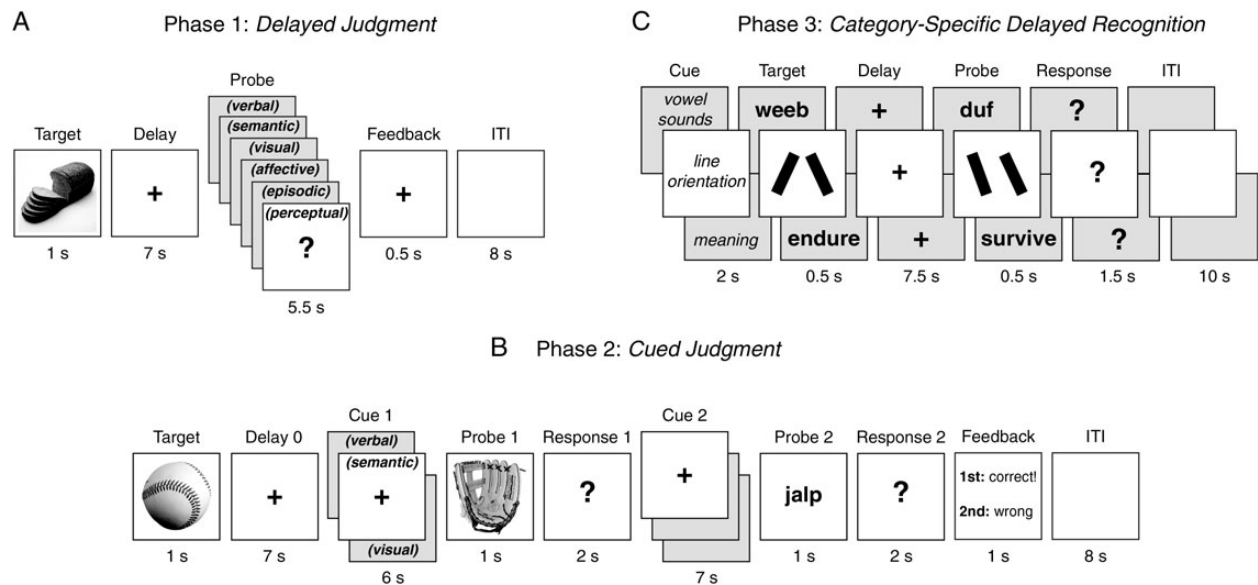 A
Phase 1: Delayed Judgment
Probe
(verbal)
(semantic)
Target
Delay
(visual)
Feedback
ITI
(affective)
(episodic)
+
(perceptual)
+
?
1 s
7 s
0.5 s
8 s
5.5 s
C
Phase 3: Category-Specific Delayed Recognition
Cue
Target
Delay
Probe
Response
ITI
vowel
sounds
weeb
+
duf
?
line
orientation
+
?
meaning
endure
+
survive
?
2 s
0.5 s
7.5 s
0.5 s
1.5 s
10 s
B
Phase 2: Cued Judgment
Target
Delay 0
Cue 1
Probe 1
Response 1
Cue 2
Probe 2
Response 2
Feedback
ITI
(verbal)
(semantic)
+
+
(visual)
?
+
jalp
?
1st: correct!
2nd: wrong
1 s
7 s
6 s
1 s
2 s
7 s
1 s
2 s
1 s
8 s